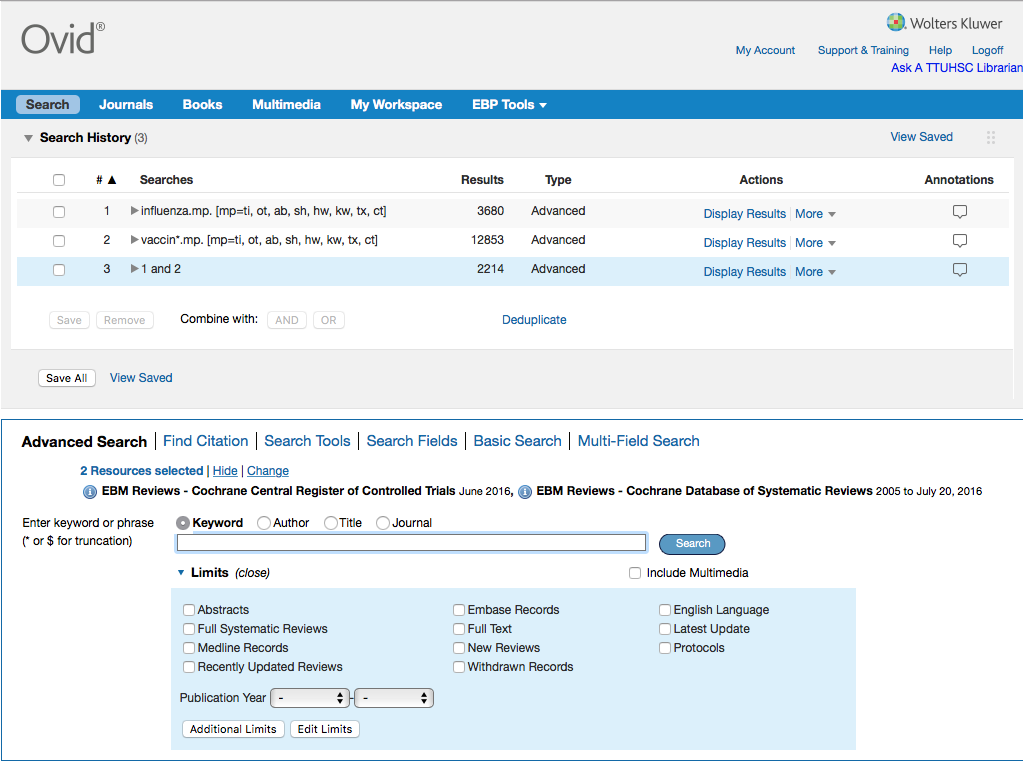 Ovid®
Wolters Kluwer
My Account Support & Training Help Logoff
Ask A TTUHSC Librarian
Search Journals Books Multimedia My Workspace EBP Tools ▼
▼ Search History (3) View Saved
# ▲ Searches Results Type Actions Annotations
1 ▶influenza.mp. [mp=ti, ot, ab, sh, hw, kw, tx, ct] 3680 Advanced Display Results | More ▼
2 ▶vaccin*.mp. [mp=ti, ot, ab, sh, hw, kw, tx, ct] 12853 Advanced Display Results | More ▼
3 ▶1 and 2 2214 Advanced Display Results | More ▼
Save Remove Combine with: AND OR Deduplicate
Save All View Saved
Advanced Search | Find Citation | Search Tools | Search Fields | Basic Search | Multi-Field Search
2 Resources selected | Hide | Change
i EBM Reviews - Cochrane Central Register of Controlled Trials June 2016, i EBM Reviews - Cochrane Database of Systematic Reviews 2005 to July 20, 2016
Enter keyword or phrase Keyword Author Title Journal
(* or $ for truncation) Search
▼ Limits (close) Include Multimedia
Abstracts Embase Records English Language
Full Systematic Reviews Full Text Latest Update
Medline Records New Reviews Protocols
Recently Updated Reviews Withdrawn Records
Publication Year - - -
Additional Limits Edit Limits